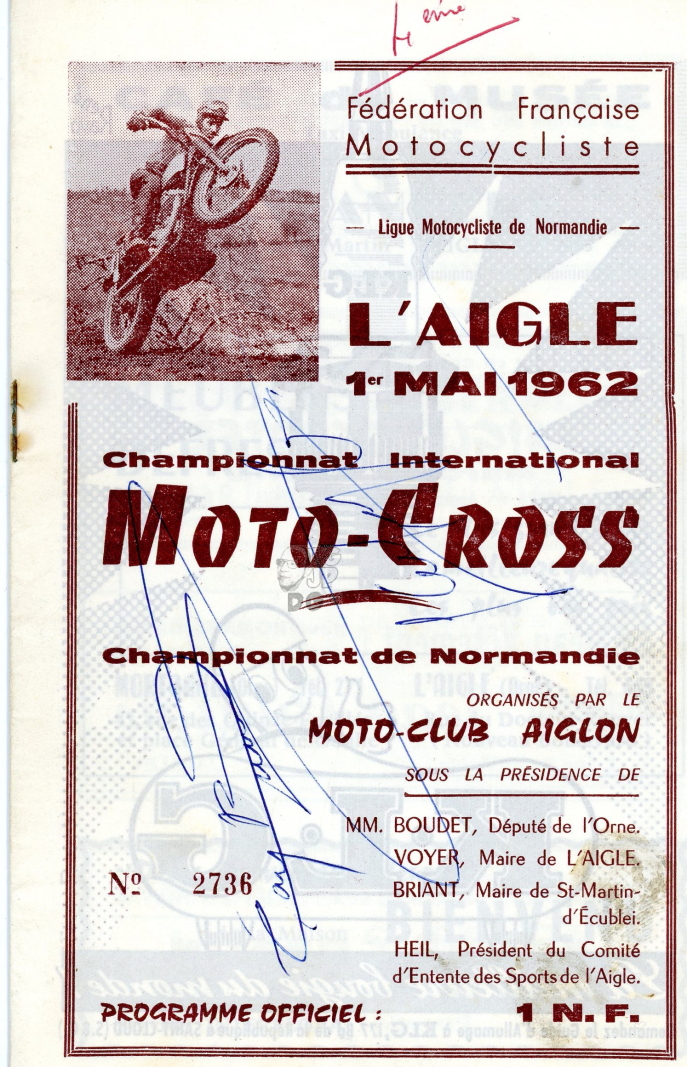 4 eme
Fédération Française
Motocycliste
— Ligue Motocycliste de Normandie —
L'AIGLE
1er MAI 1962
Championnat International
MOTO-CROSS
Championnat de Normandie
ORGANISÉS PAR LE
MOTO-CLUB AIGLON
SOUS LA PRÉSIDENCE DE
MM. BOUDET, Député de l'Orne.
VOYER, Maire de L'AIGLE.
BRIANT, Maire de St-Martin-
d'Écublei.
HEIL, Président du Comité
d'Entente des Sports de l'Aigle.
Nº 2736
PROGRAMME OFFICIEL : 1 N. F.